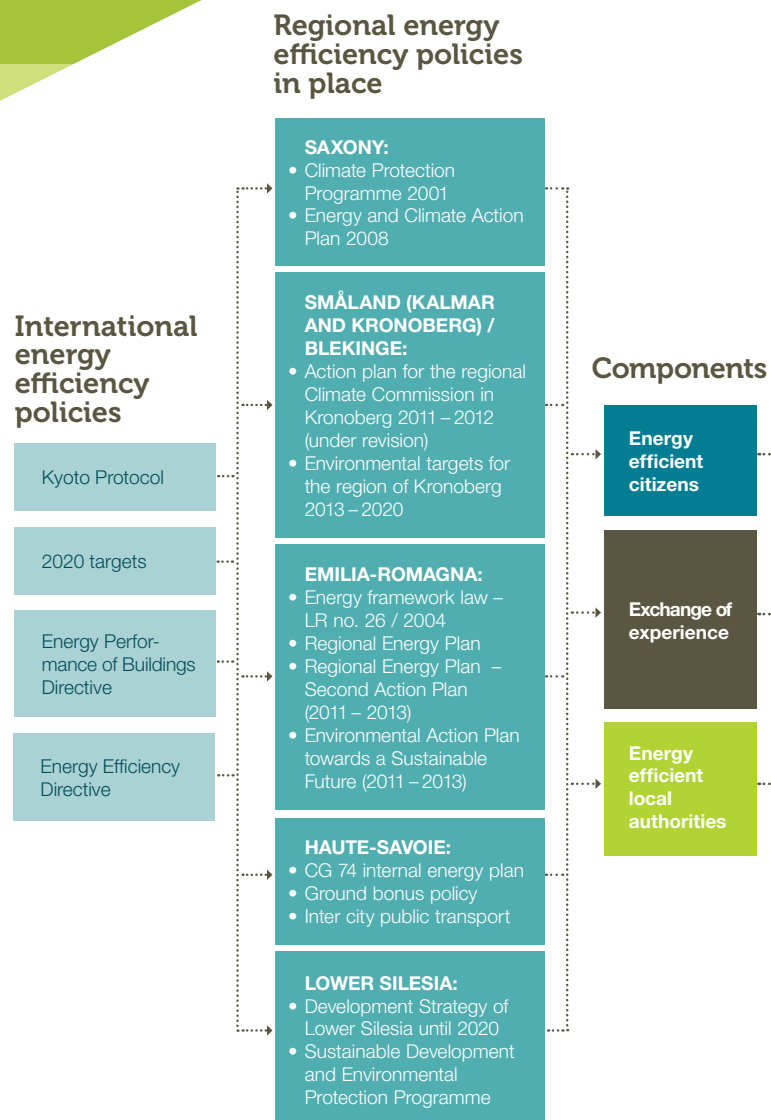 Regional energy
efficiency policies
in place
SAXONY:
• Climate Protection
Programme 2001
• Energy and Climate Action
Plan 2008
SMÅLAND (KALMAR
AND KRONOBERG) /
BLEKINGE:
• Action plan for the regional
Climate Commission in
Kronoberg 2011 – 2012
(under revision)
• Environmental targets for
the region of Kronoberg
2013 – 2020
EMILIA-ROMAGNA:
• Energy framework law –
LR no. 26 / 2004
• Regional Energy Plan
• Regional Energy Plan –
Second Action Plan
(2011 – 2013)
• Environmental Action Plan
towards a Sustainable
Future (2011 – 2013)
HAUTE-SAVOIE:
• CG 74 internal energy plan
• Ground bonus policy
• Inter city public transport
LOWER SILESIA:
• Development Strategy of
Lower Silesia until 2020
• Sustainable Development
and Environmental
Protection Programme
International
energy
efficiency
policies
Kyoto Protocol
2020 targets
Energy Perfor-
mance of Buildings
Directive
Energy Efficiency
Directive
Components
Energy
efficient
citizens
Exchange of
experience
Energy
efficient
local
authorities